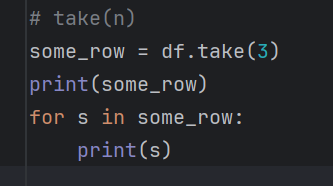 # take(n)
some_row = df.take(3)
print(some_row)
for s in some_row:
    print(s)